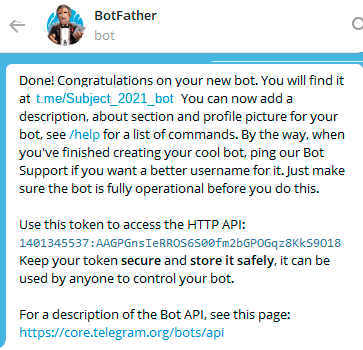 BotFather
bot
Done! Congratulations on your new bot. You will find it
at t.me/Subject_2021_bot You can now add a
description, about section and profile picture for your
bot, see /help for a list of commands. By the way, when
you've finished creating your cool bot, ping our Bot
Support if you want a better username for it. Just make
sure the bot is fully operational before you do this.
Use this token to access the HTTP API:
1401345537:AAGPGnsIeRROS6S00fm2bGPOGqz8KkS9O18
Keep your token secure and store it safely, it can be
used by anyone to control your bot.
For a description of the Bot API, see this page:
https://core.telegram.org/bots/api